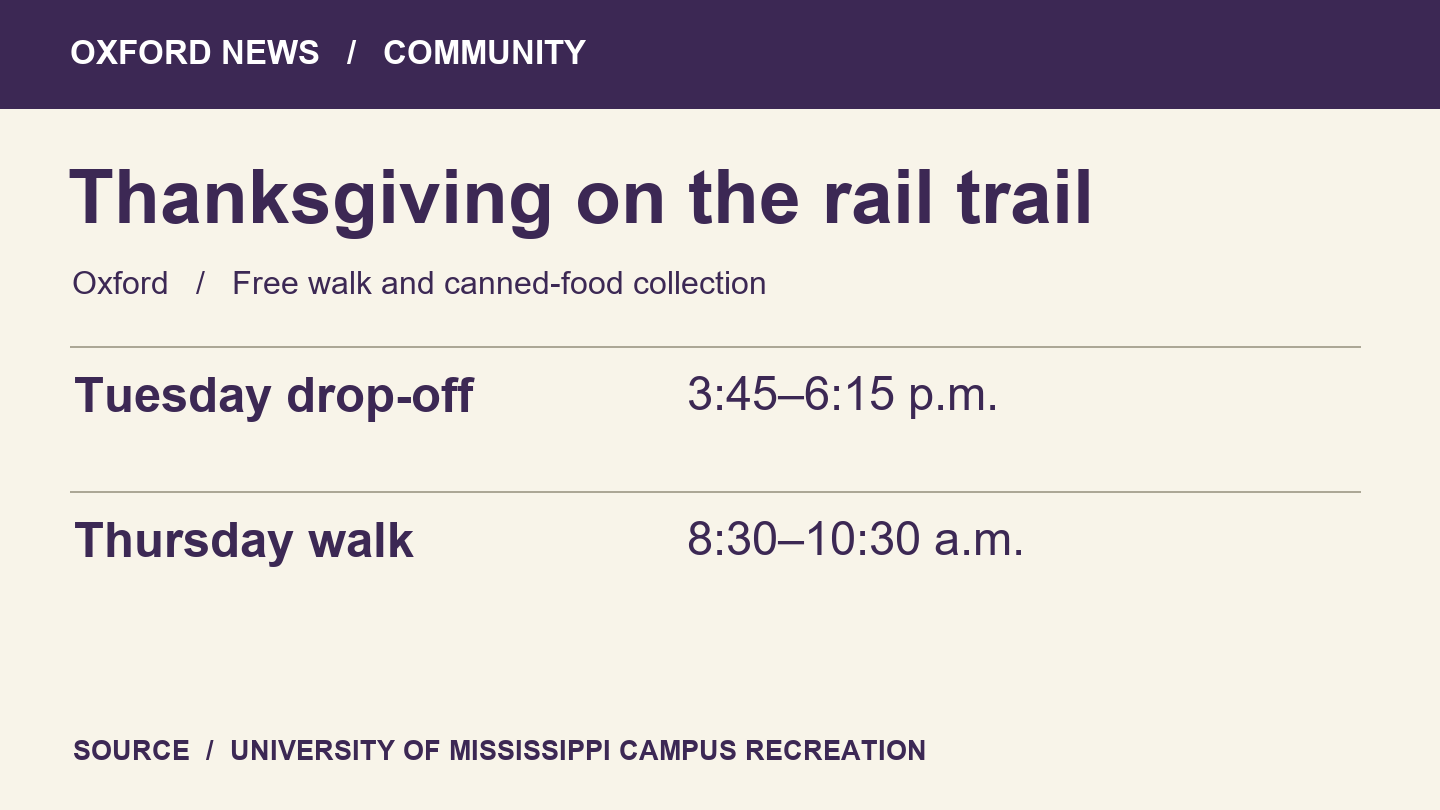 OXFORD NEWS / COMMUNITY
Thanksgiving on the rail trail
Oxford / Free walk and canned-food collection
Tuesday drop-off 3:45–6:15 p.m.
Thursday walk 8:30–10:30 a.m.
SOURCE / UNIVERSITY OF MISSISSIPPI CAMPUS RECREATION